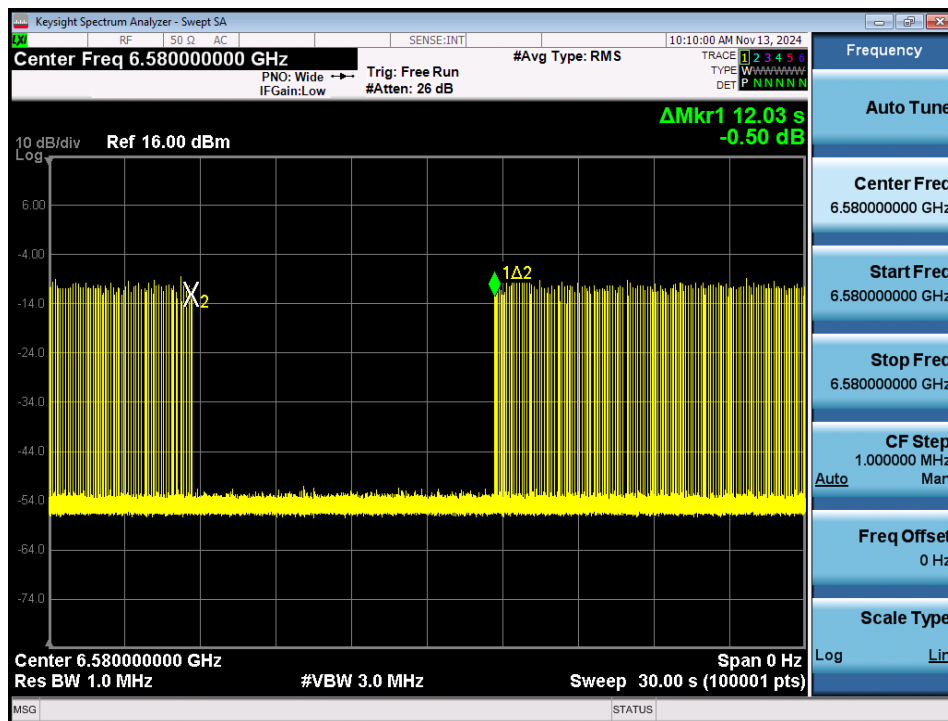 Keysight Spectrum Analyzer - Swept SA
LXI RF 50 Ω AC SENSE:INT 10:10:00 AM Nov 13, 2024
Center Freq 6.580000000 GHz
PNO: Wide
IFGain:Low
Trig: Free Run
#Atten: 26 dB
#Avg Type: RMS
TRACE 1 2 3 4 5 6
TYPE WWWWWWW
DET P N N N N N
ΔMkr1 12.03 s
-0.50 dB
10 dB/div Ref 16.00 dBm
Log
6.00
-4.00
-14.0
-24.0
-34.0
-44.0
-54.0
-64.0
-74.0
X2
1Δ2
Center 6.580000000 GHz Span 0 Hz
Res BW 1.0 MHz #VBW 3.0 MHz Sweep 30.00 s (100001 pts)
MSG STATUS
Frequency
Auto Tune
Center Freq
6.580000000 GHz
Start Freq
6.580000000 GHz
Stop Freq
6.580000000 GHz
CF Step
1.000000 MHz
Auto Man
Freq Offset
0 Hz
Scale Type
Log Lin